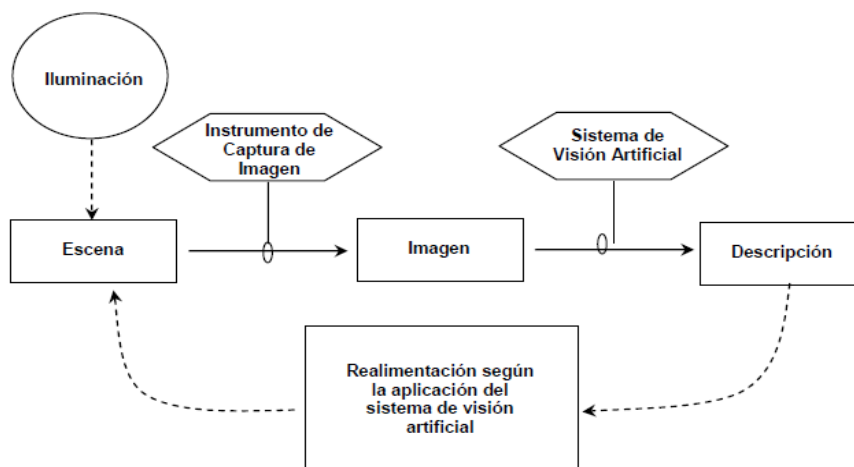 Iluminación
Instrumento de
Captura de
Imagen
Sistema de
Visión Artificial
Escena
Imagen
Descripción
Realimentación según
la aplicación del
sistema de visión
artificial